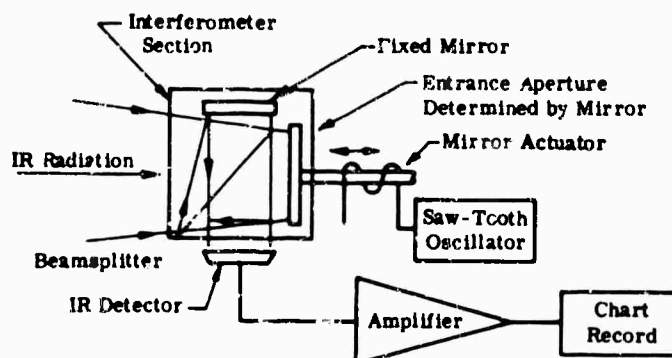 Interferometer
Section
Fixed Mirror
Entrance Aperture
Determined by Mirror
Mirror Actuator
IR Radiation
Saw-Tooth
Oscillator
Beamsplitter
IR Detector
Amplifier
Chart
Record